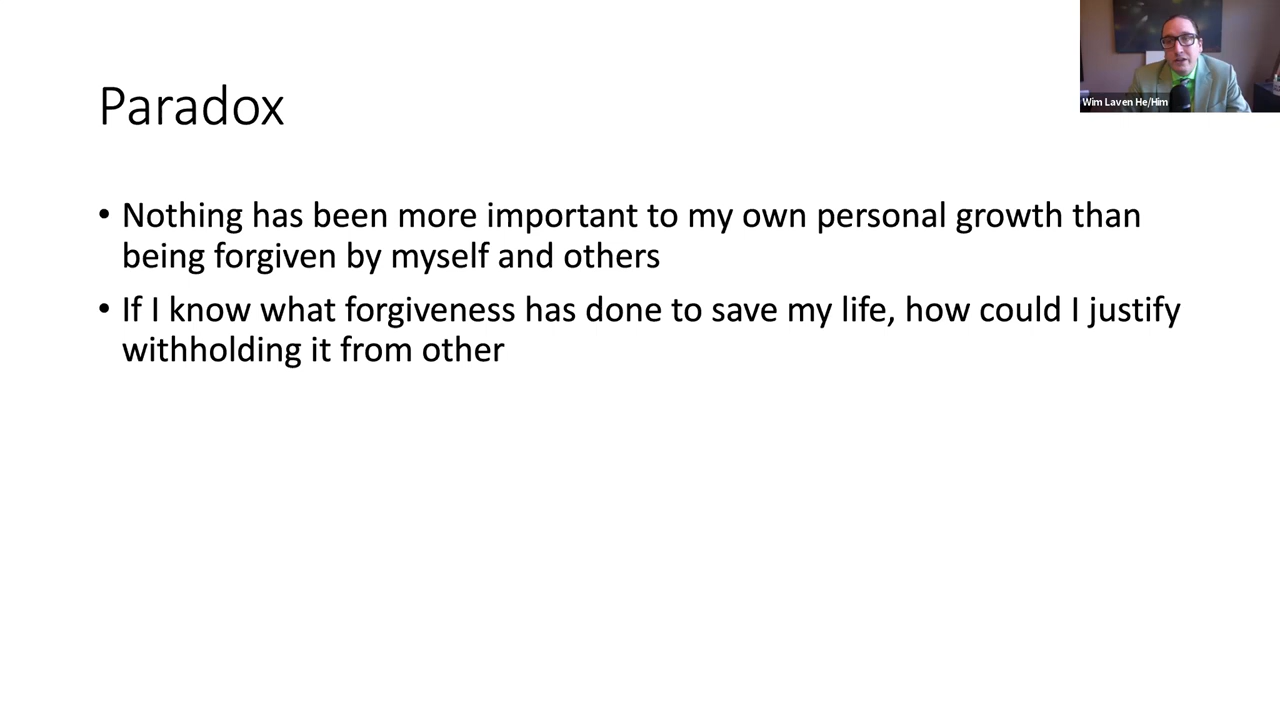 Paradox
Wim Laven He/Him
• Nothing has been more important to my own personal growth than
being forgiven by myself and others
• If I know what forgiveness has done to save my life, how could I justify
withholding it from other